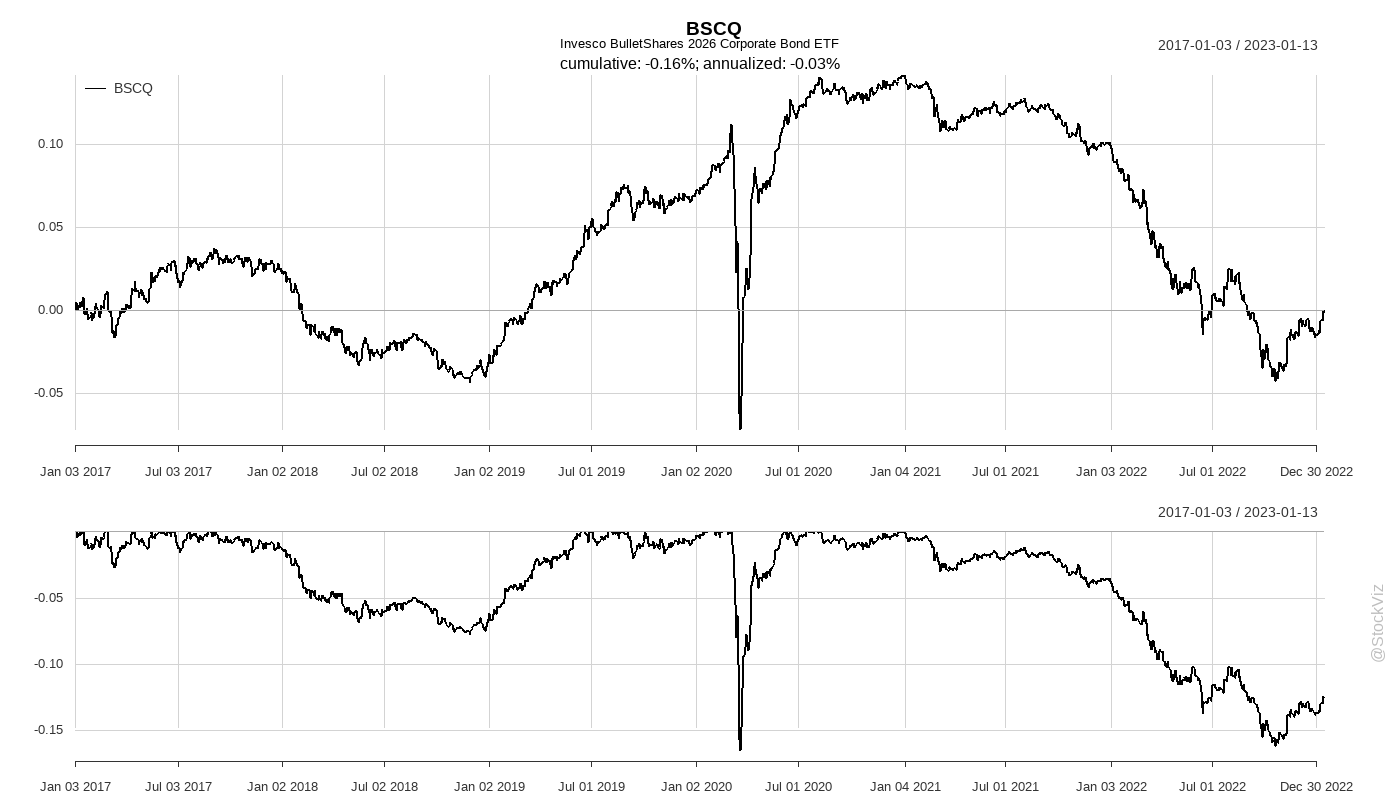 BSCQ
Invesco BulletShares 2026 Corporate Bond ETF
cumulative: -0.16%; annualized: -0.03%
2017-01-03 / 2023-01-13
BSCQ
0.10
0.05
0.00
-0.05
Jan 03 2017 Jul 03 2017 Jan 02 2018 Jul 02 2018 Jan 02 2019 Jul 01 2019 Jan 02 2020 Jul 01 2020 Jan 04 2021 Jul 01 2021 Jan 03 2022 Jul 01 2022 Dec 30 2022
2017-01-03 / 2023-01-13
-0.05
-0.10
-0.15
Jan 03 2017 Jul 03 2017 Jan 02 2018 Jul 02 2018 Jan 02 2019 Jul 01 2019 Jan 02 2020 Jul 01 2020 Jan 04 2021 Jul 01 2021 Jan 03 2022 Jul 01 2022 Dec 30 2022
@StockViz